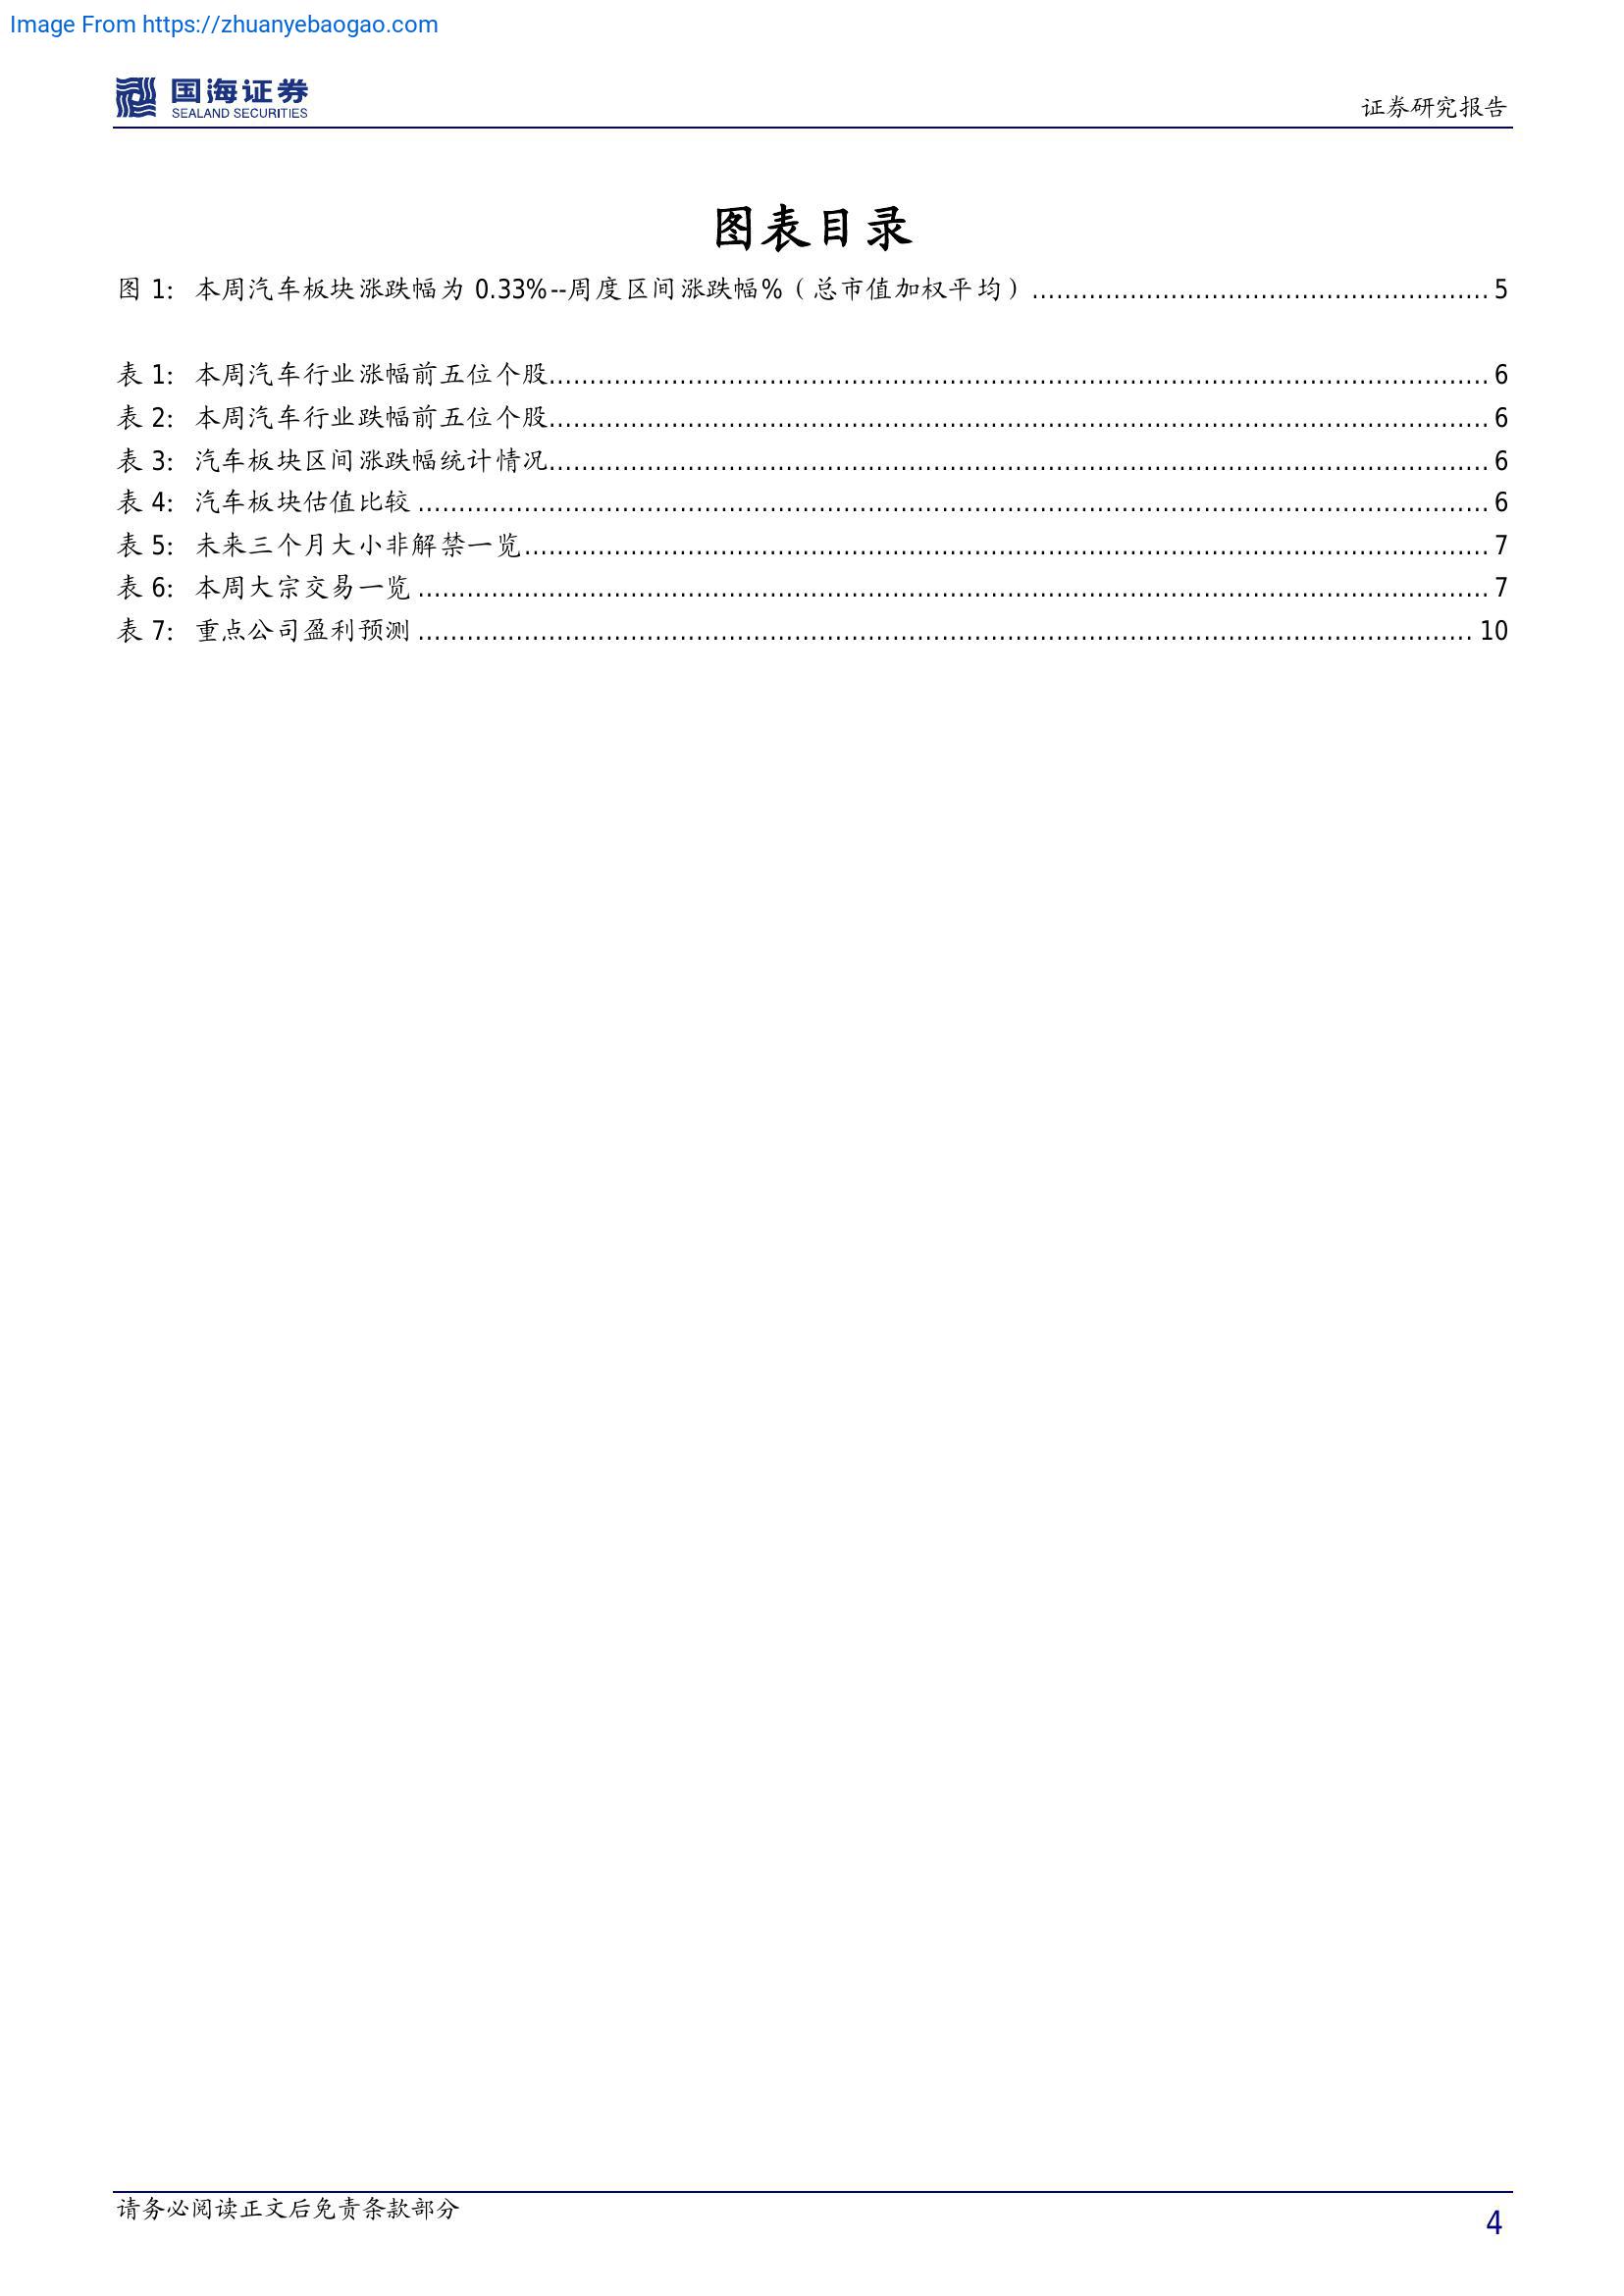 Image From https://zhuanyebaogao.com
国海证券
SEALAND SECURITIES
证券研究报告
图表目录
图 1: 本周汽车板块涨跌幅为 0.33%--周度区间涨跌幅%（总市值加权平均）........................................................ 5
表 1: 本周汽车行业涨幅前五位个股.................................................................................................................... 6
表 2: 本周汽车行业跌幅前五位个股.................................................................................................................... 6
表 3: 汽车板块区间涨跌幅统计情况.................................................................................................................... 6
表 4: 汽车板块估值比较 .................................................................................................................................... 6
表 5: 未来三个月大小非解禁一览....................................................................................................................... 7
表 6: 本周大宗交易一览 .................................................................................................................................... 7
表 7: 重点公司盈利预测 .................................................................................................................................. 10
请务必阅读正文后免责条款部分
4